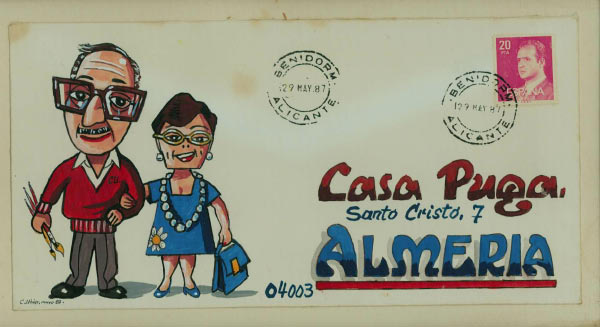 BENIDORM
29 MAY. 87
ALICANTE
20
PTA
ESPAÑA
BENIDORM
29 MAY. 87
ALICANTE
Casa Puga.
Santo Cristo, 7
ALMERIA
04003